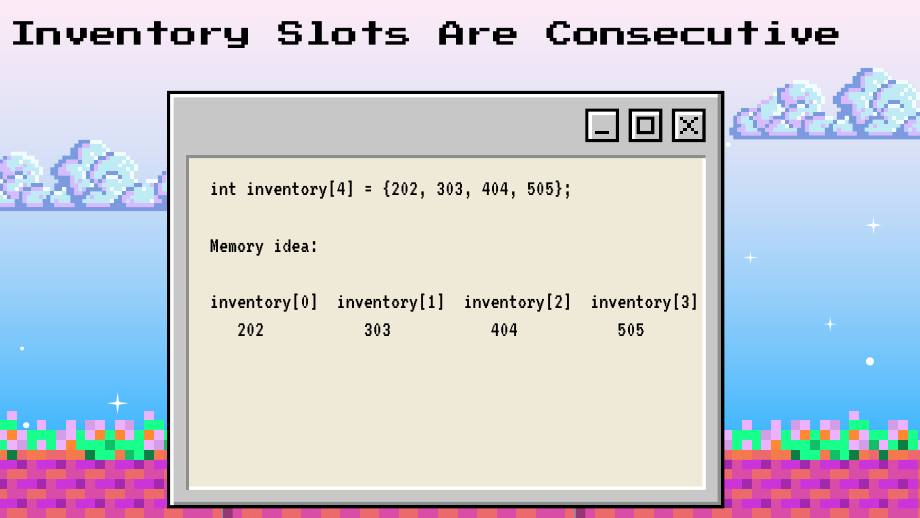 Inventory Slots Are Consecutive
int inventory[4] = {202, 303, 404, 505};
Memory idea:
inventory[0] inventory[1] inventory[2] inventory[3]
202 303 404 505